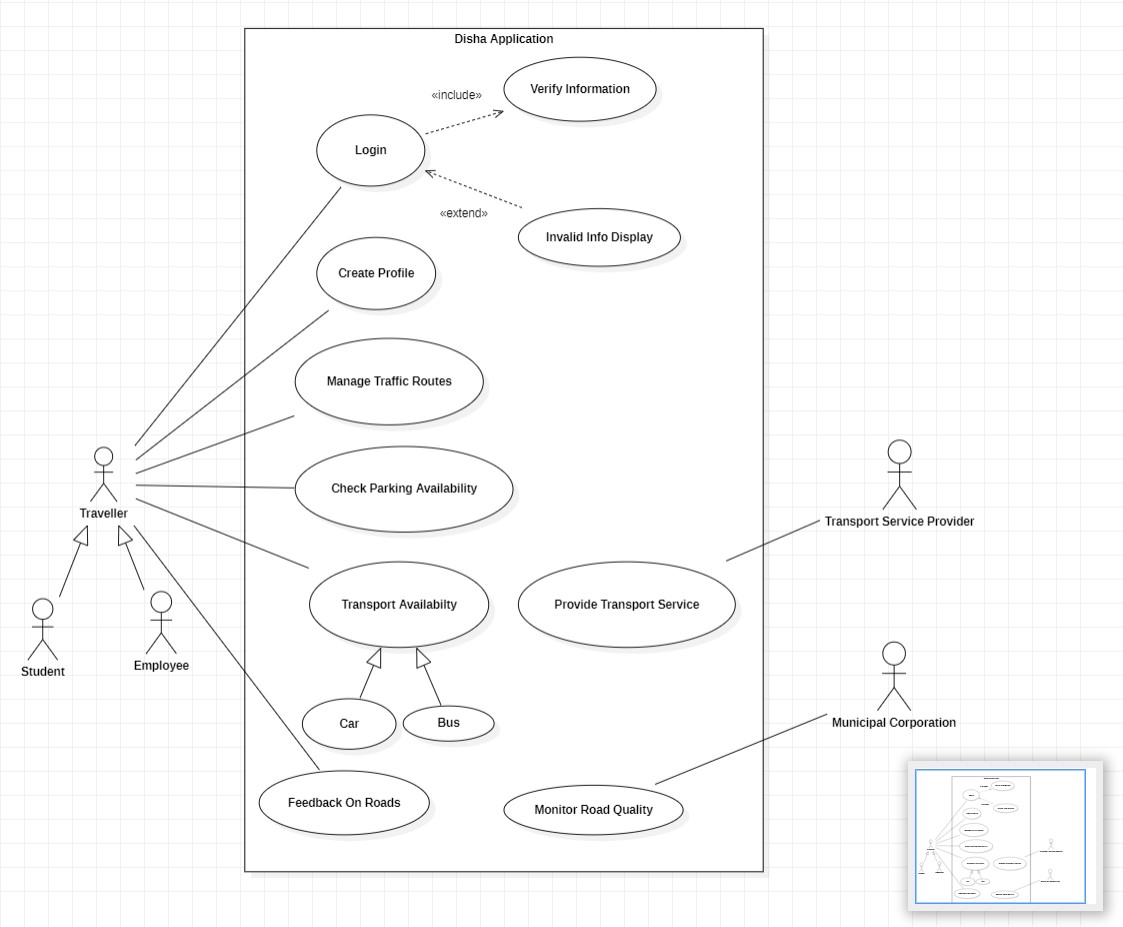 Disha Application
Verify Information
«include»
Login
«extend»
Invalid Info Display
Create Profile
Manage Traffic Routes
Check Parking Availability
Traveller
Transport Service Provider
Transport Availabilty
Provide Transport Service
Student
Employee
Car
Bus
Municipal Corporation
Feedback On Roads
Monitor Road Quality